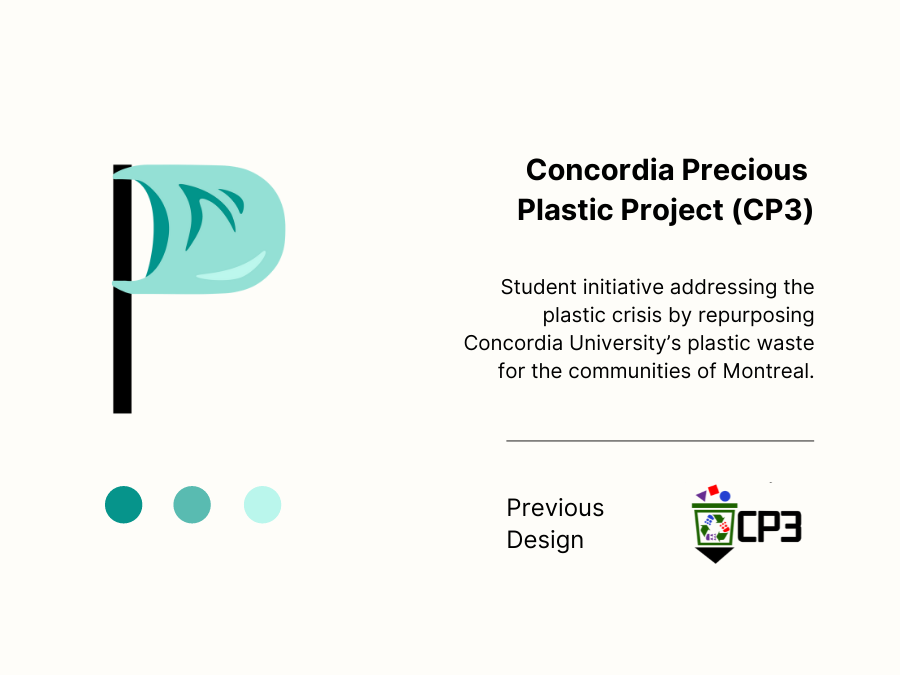 Concordia Precious
Plastic Project (CP3)
Student initiative addressing the
plastic crisis by repurposing
Concordia University’s plastic waste
for the communities of Montreal.
Previous
Design
CP3